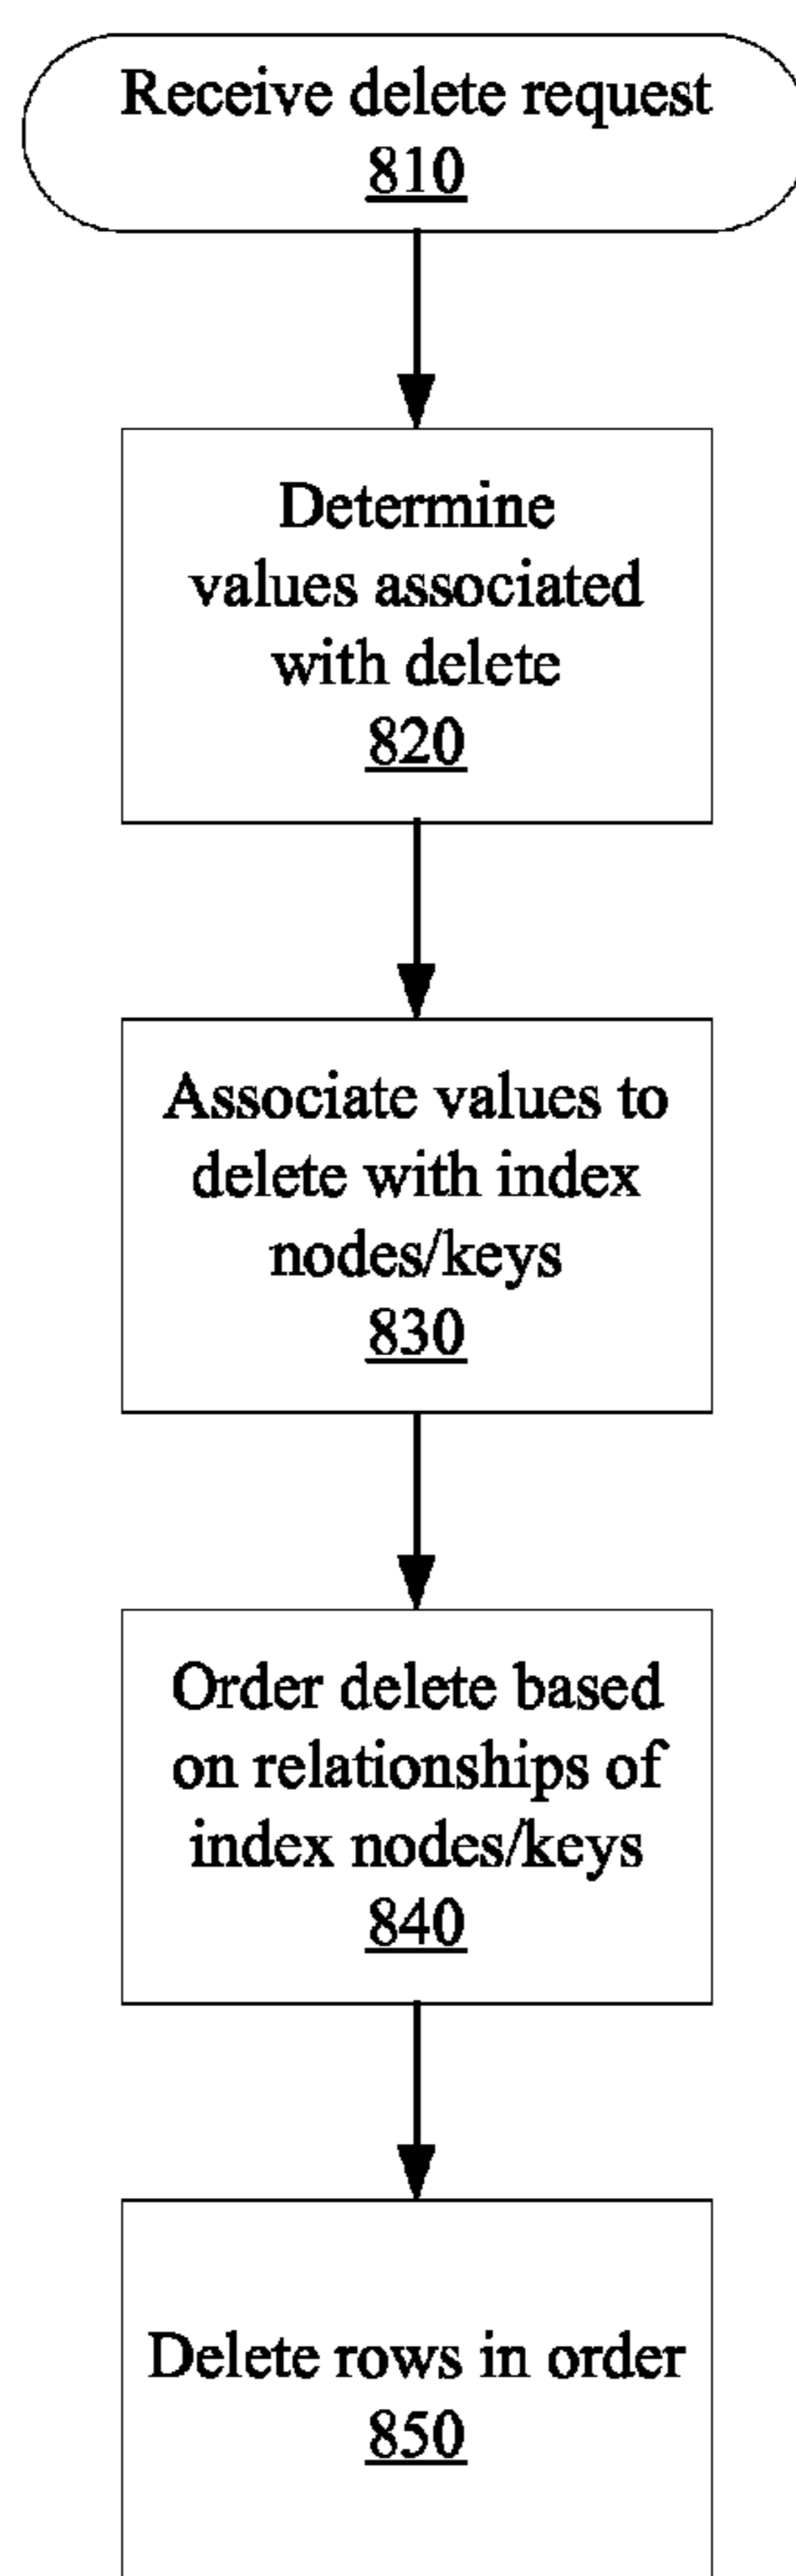 Receive delete request
810
Determine
values associated
with delete
820
Associate values to
delete with index
nodes/keys
830
Order delete based
on relationships of
index nodes/keys
840
Delete rows in order
850